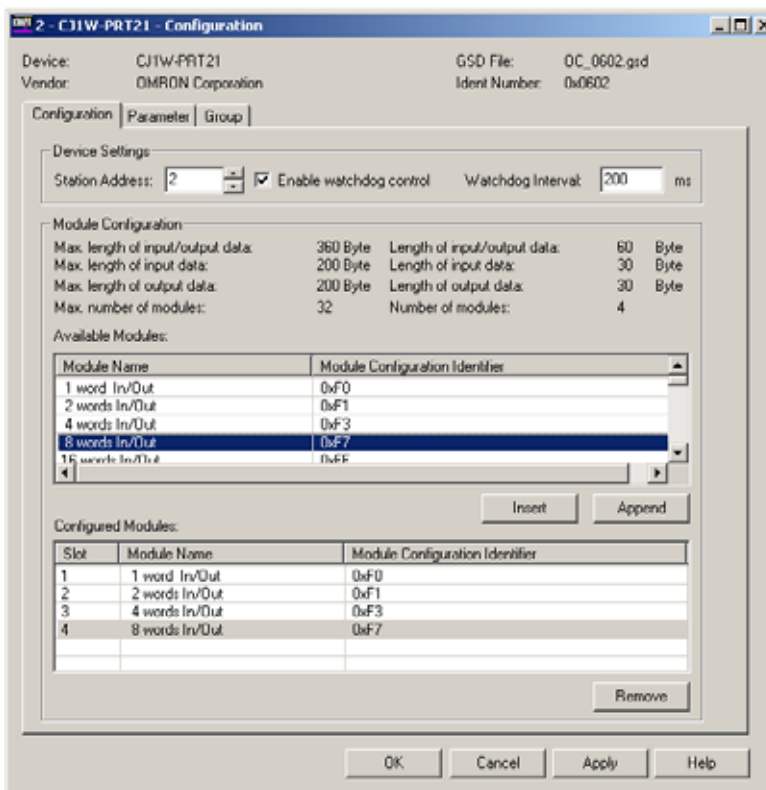 2 - CJ1W-PRT21 - Configuration
Device: CJ1W-PRT21 GSD File: OC_0602.gsd
Vendor: OMRON Corporation Ident Number: 0x0602
Configuration Parameter Group
Device Settings
Station Address: 2 Enable watchdog control Watchdog Interval: 200 ms
Module Configuration
Max. length of input/output data: 360 Byte Length of input/output data: 60 Byte
Max. length of input data: 200 Byte Length of input data: 30 Byte
Max. length of output data: 200 Byte Length of output data: 30 Byte
Max. number of modules: 32 Number of modules: 4
Available Modules:
Module Name Module Configuration Identifier
1 word In/Out 0xF0
2 words In/Out 0xF1
4 words In/Out 0xF3
8 words In/Out 0xF7
16 words In/Out 0xFF
Insert Append
Configured Modules:
Slot Module Name Module Configuration Identifier
1 1 word In/Out 0xF0
2 2 words In/Out 0xF1
3 4 words In/Out 0xF3
4 8 words In/Out 0xF7
Remove
OK Cancel Apply Help